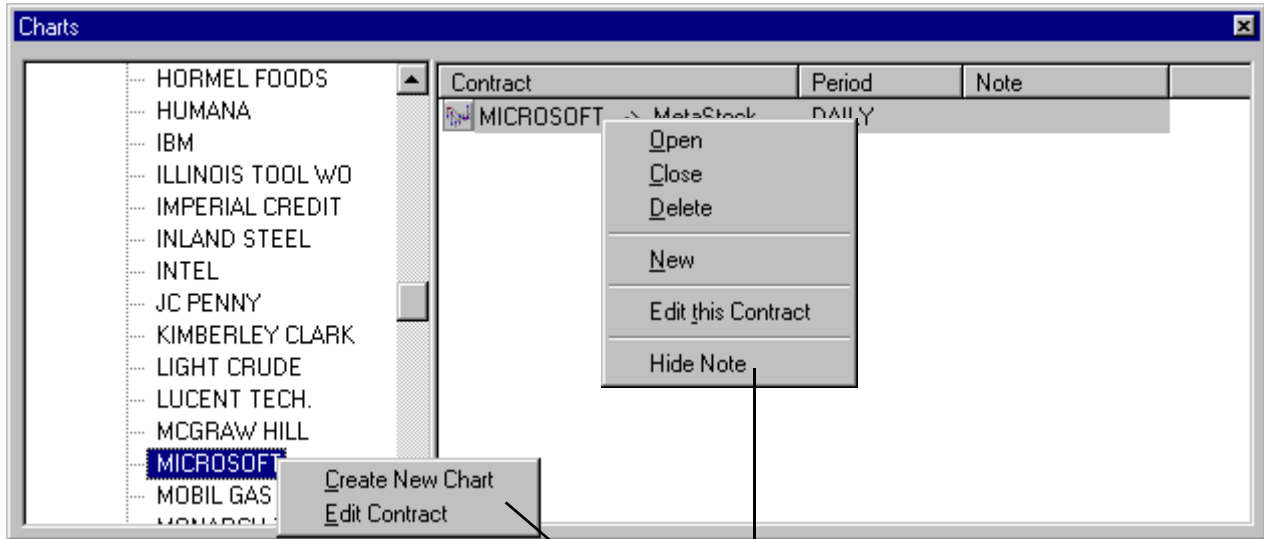 Charts
HORMEL FOODS
HUMANA
IBM
ILLINOIS TOOL WO
IMPERIAL CREDIT
INLAND STEEL
INTEL
JC PENNY
KIMBERLEY CLARK
LIGHT CRUDE
LUCENT TECH.
MCGRAW HILL
MICROSOFT
MOBIL GAS
Create New Chart
Edit Contract
Contract Period Note
MICROSOFT -> MetaStock DAILY
Open
Close
Delete
New
Edit this Contract
Hide Note